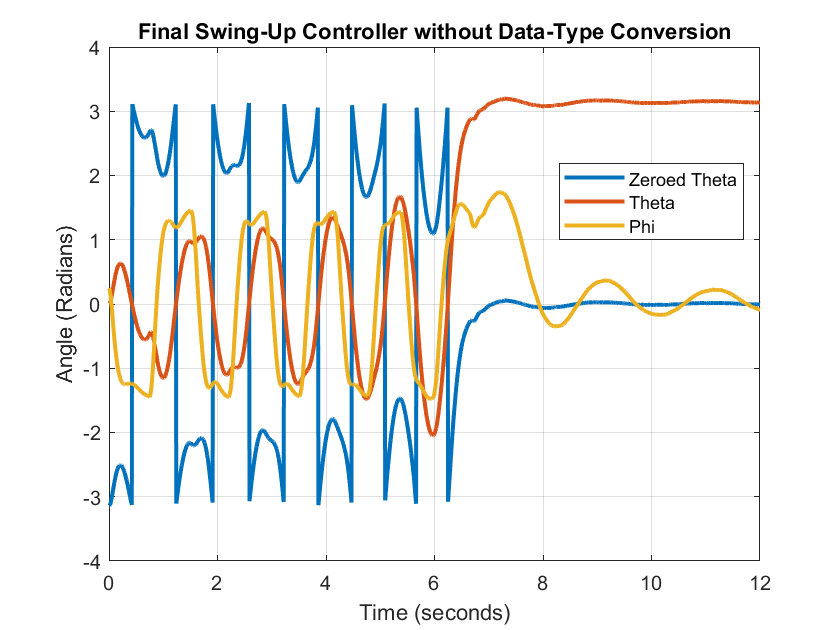 Final Swing-Up Controller without Data-Type Conversion
4
3
2
1
0
-1
-2
-3
-4
Angle (Radians)
Zeroed Theta
Theta
Phi
0 2 4 6 8 10 12
Time (seconds)